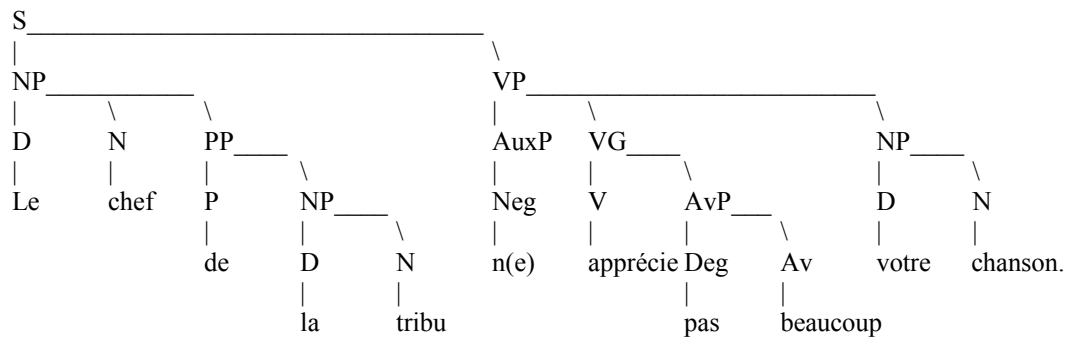 S
NP VP
D N PP AuxP VG NP
Le chef P NP Neg V AvP D N
de D N n(e) apprécie Deg Av votre chanson.
la tribu pas beaucoup